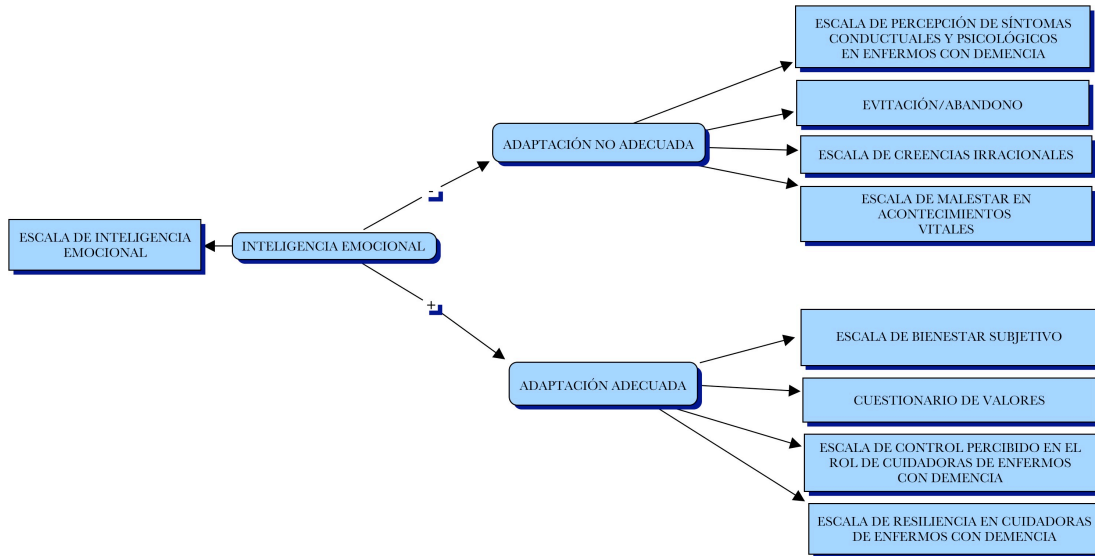 ESCALA DE PERCEPCIÓN DE SÍNTOMAS
CONDUCTUALES Y PSICOLÓGICOS
EN ENFERMOS CON DEMENCIA
EVITACIÓN/ABANDONO
ADAPTACIÓN NO ADECUADA
ESCALA DE CREENCIAS IRRACIONALES
ESCALA DE MALESTAR EN
ACONTECIMIENTOS
VITALES
-
ESCALA DE INTELIGENCIA
EMOCIONAL
INTELIGENCIA EMOCIONAL
+
ESCALA DE BIENESTAR SUBJETIVO
ADAPTACIÓN ADECUADA
CUESTIONARIO DE VALORES
ESCALA DE CONTROL PERCIBIDO EN EL
ROL DE CUIDADORAS DE ENFERMOS
CON DEMENCIA
ESCALA DE RESILIENCIA EN CUIDADORAS
DE ENFERMOS CON DEMENCIA